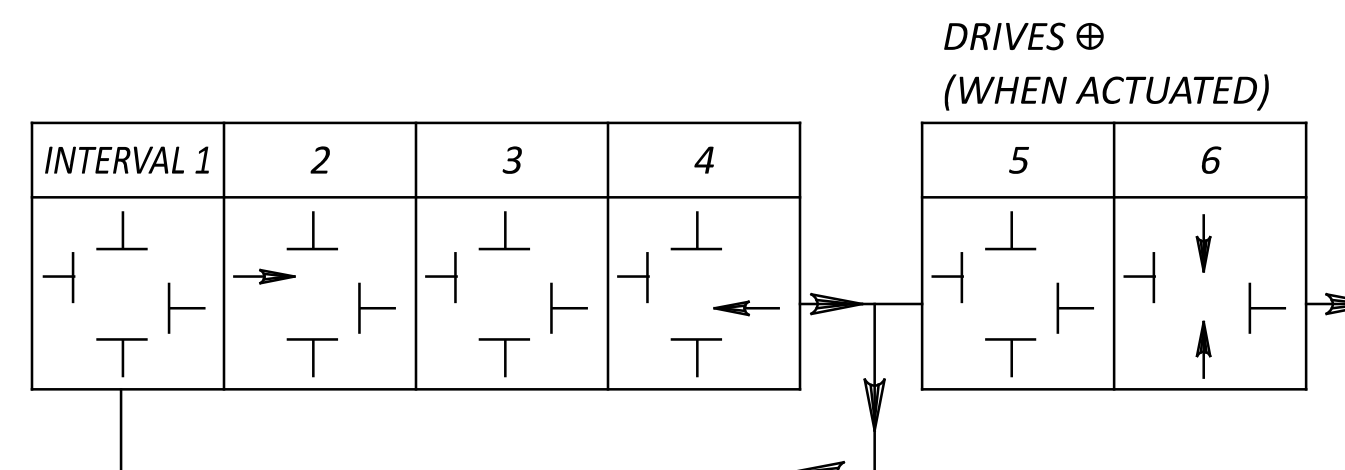 DRIVES ⊕
(WHEN ACTUATED)
INTERVAL 1 2 3 4 5 6